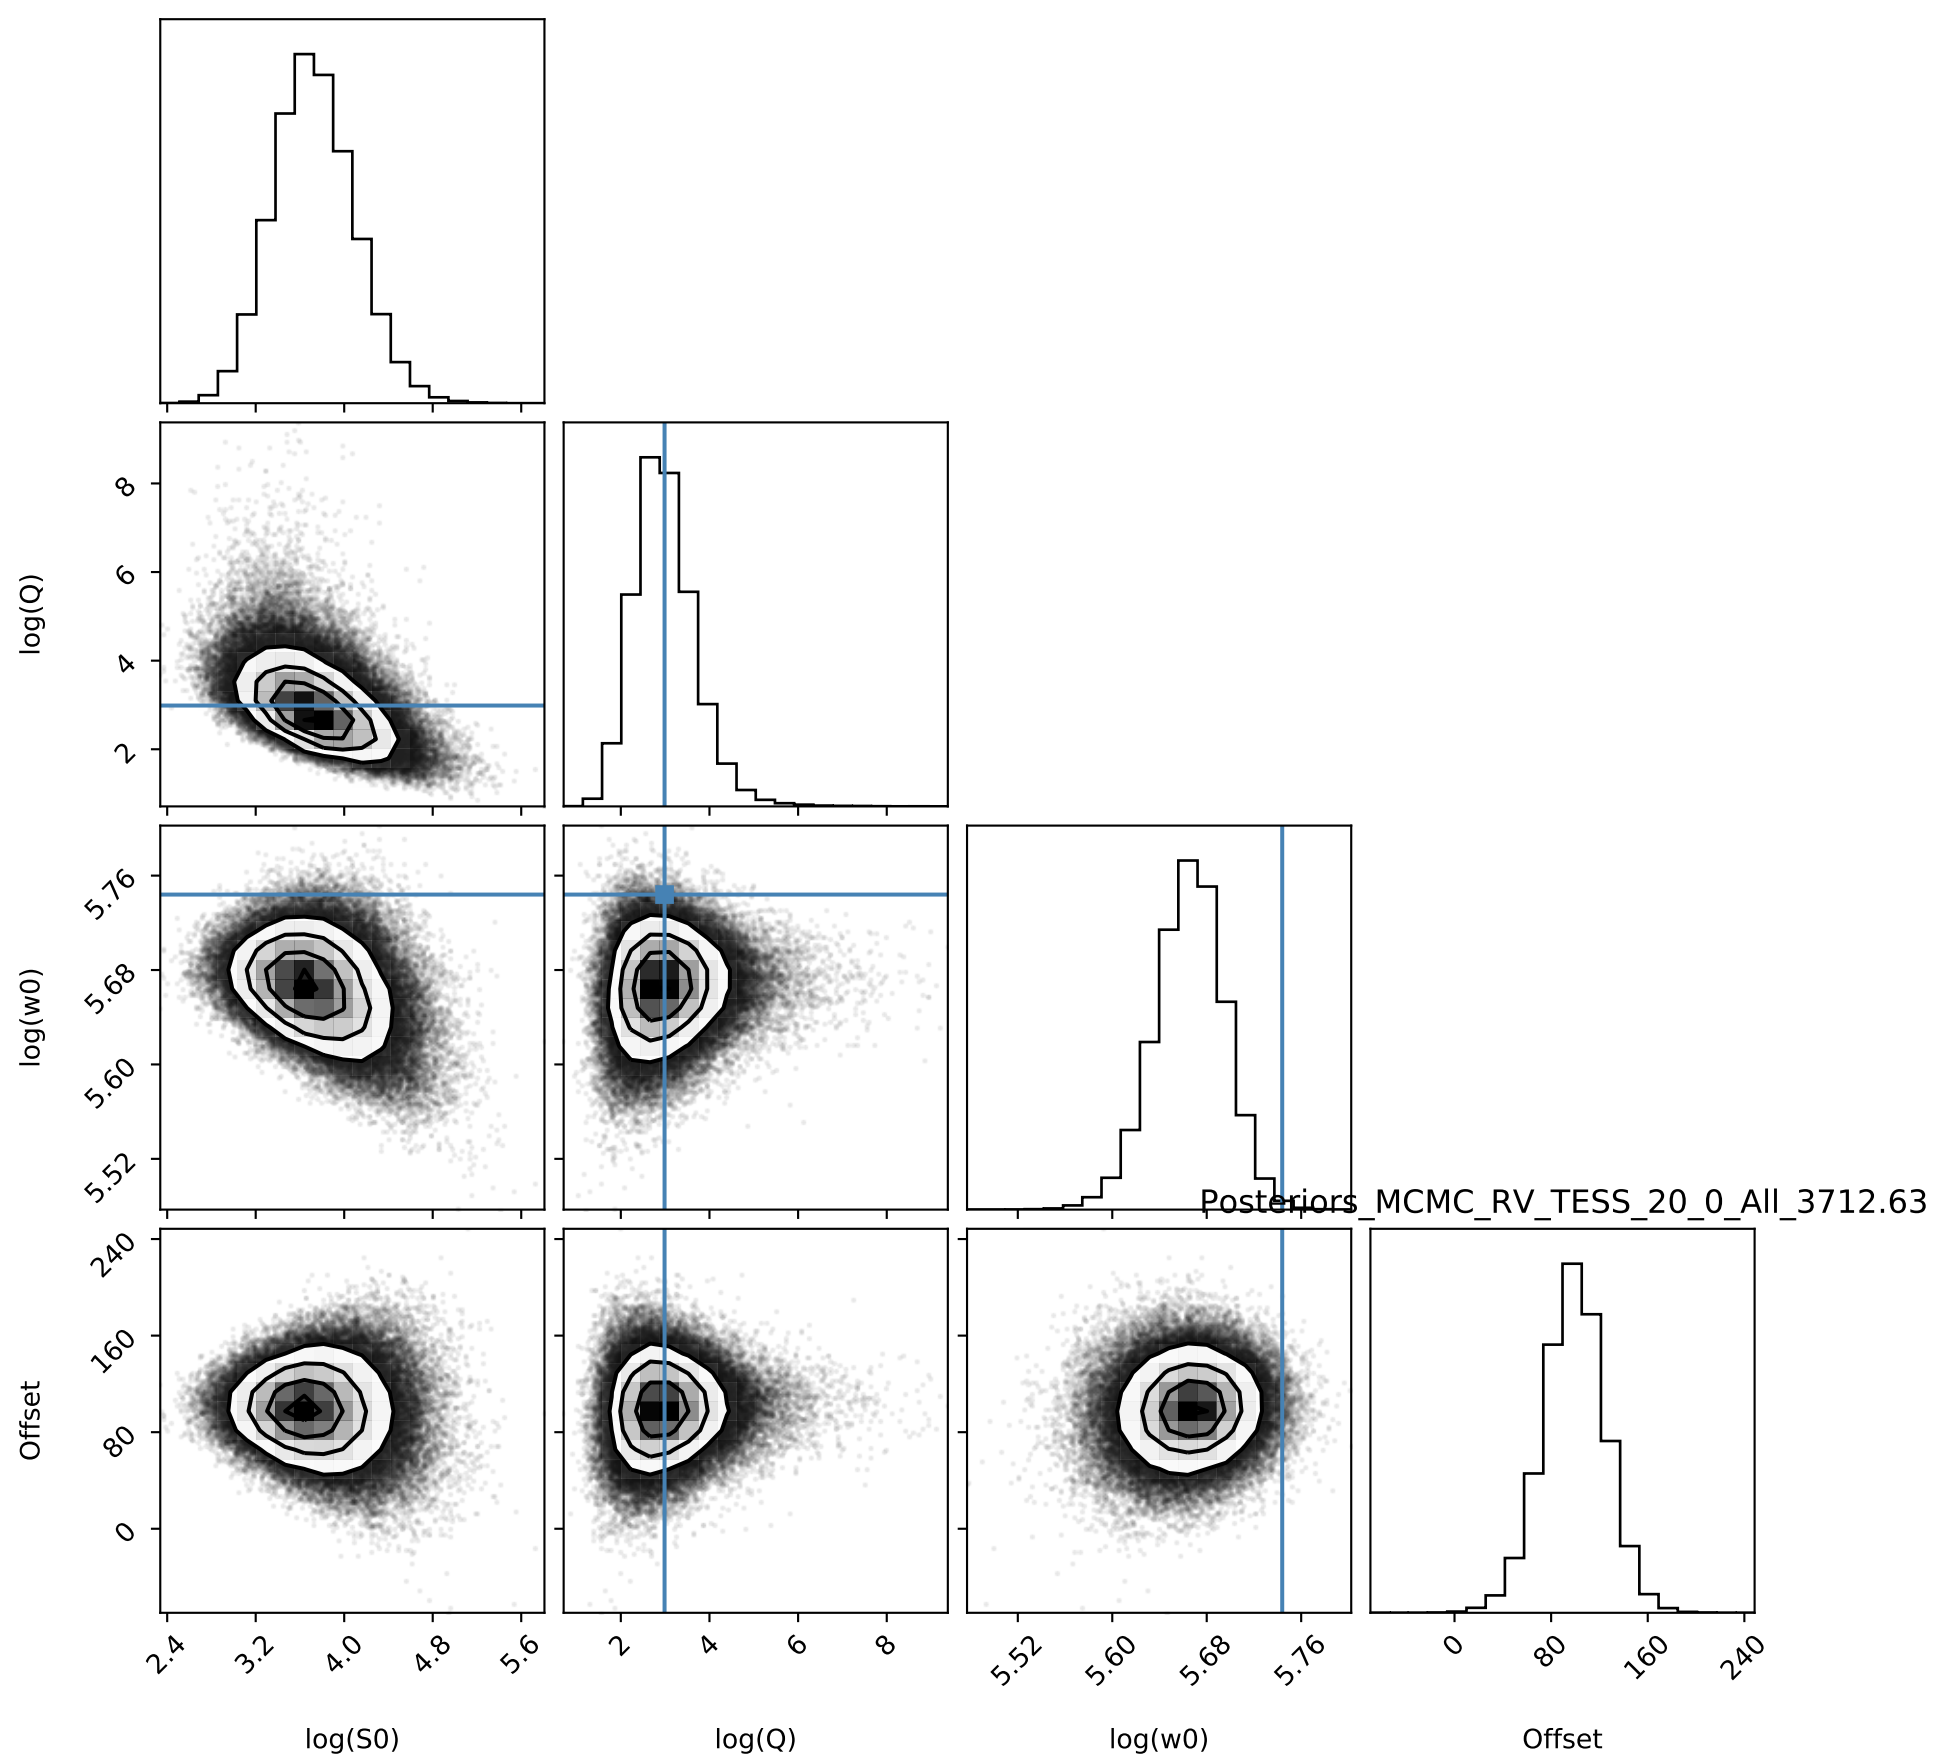 8
6
4
2
log(Q)
5.76
5.68
5.60
5.52
log(w0)
Posteriors_MCMC_RV_TESS_20_0_All_3712.63
240
160
80
0
Offset
2.4 3.2 4.0 4.8 5.6
2 4 6 8
5.52 5.60 5.68 5.76
0 80 160 240
log(S0)
log(Q)
log(w0)
Offset